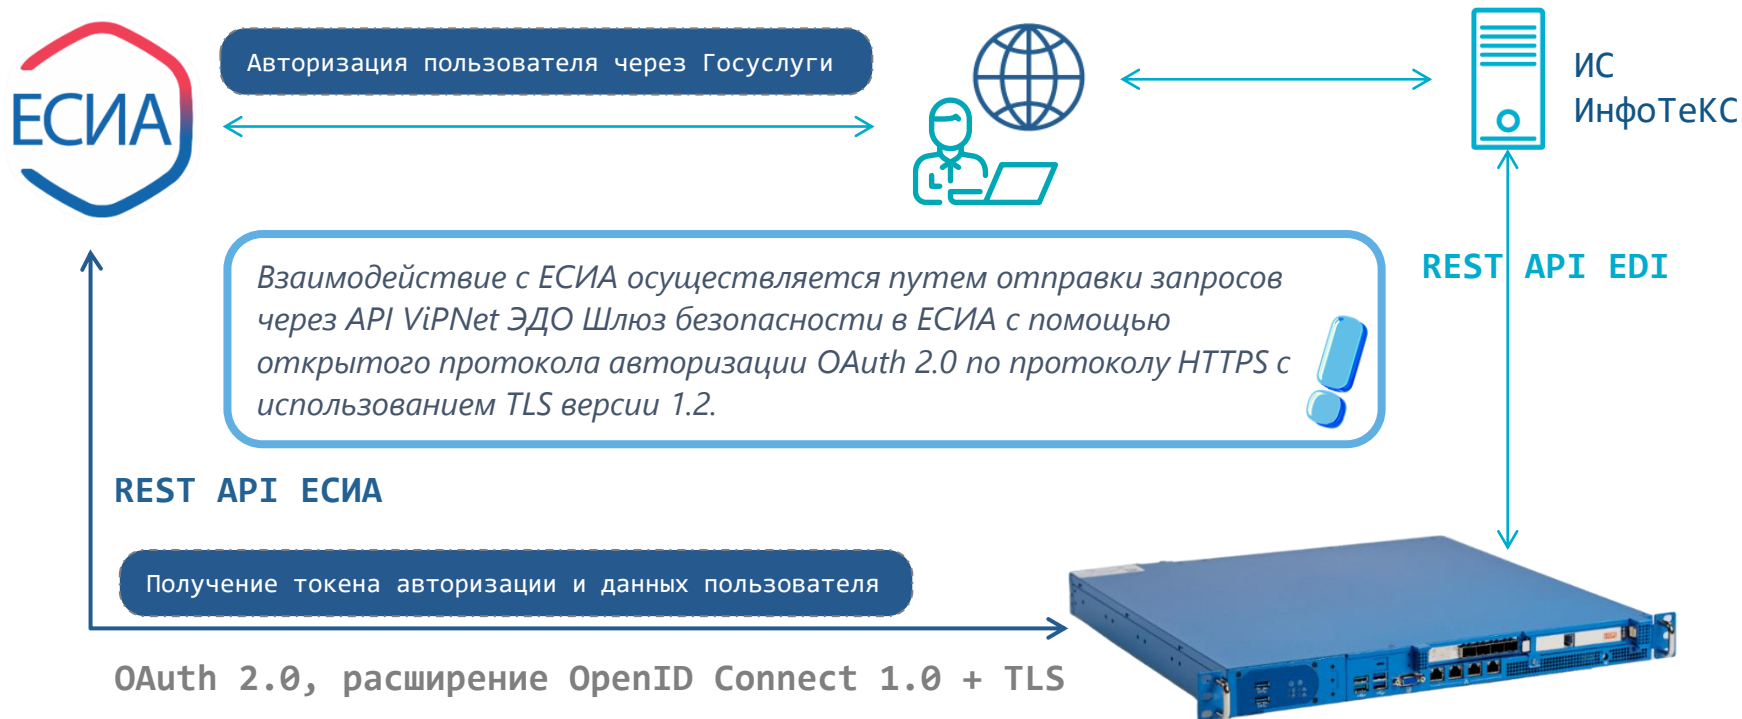 ЕСИА
Авторизация пользователя через Госуслуги
ИС
ИнфоТеКС
Взаимодействие с ЕСИА осуществляется путем отправки запросов
через API ViPNet ЭДО Шлюз безопасности в ЕСИА с помощью
открытого протокола авторизации OAuth 2.0 по протоколу HTTPS с
использованием TLS версии 1.2.
REST API EDI
REST API ЕСИА
Получение токена авторизации и данных пользователя
OAuth 2.0, расширение OpenID Connect 1.0 + TLS